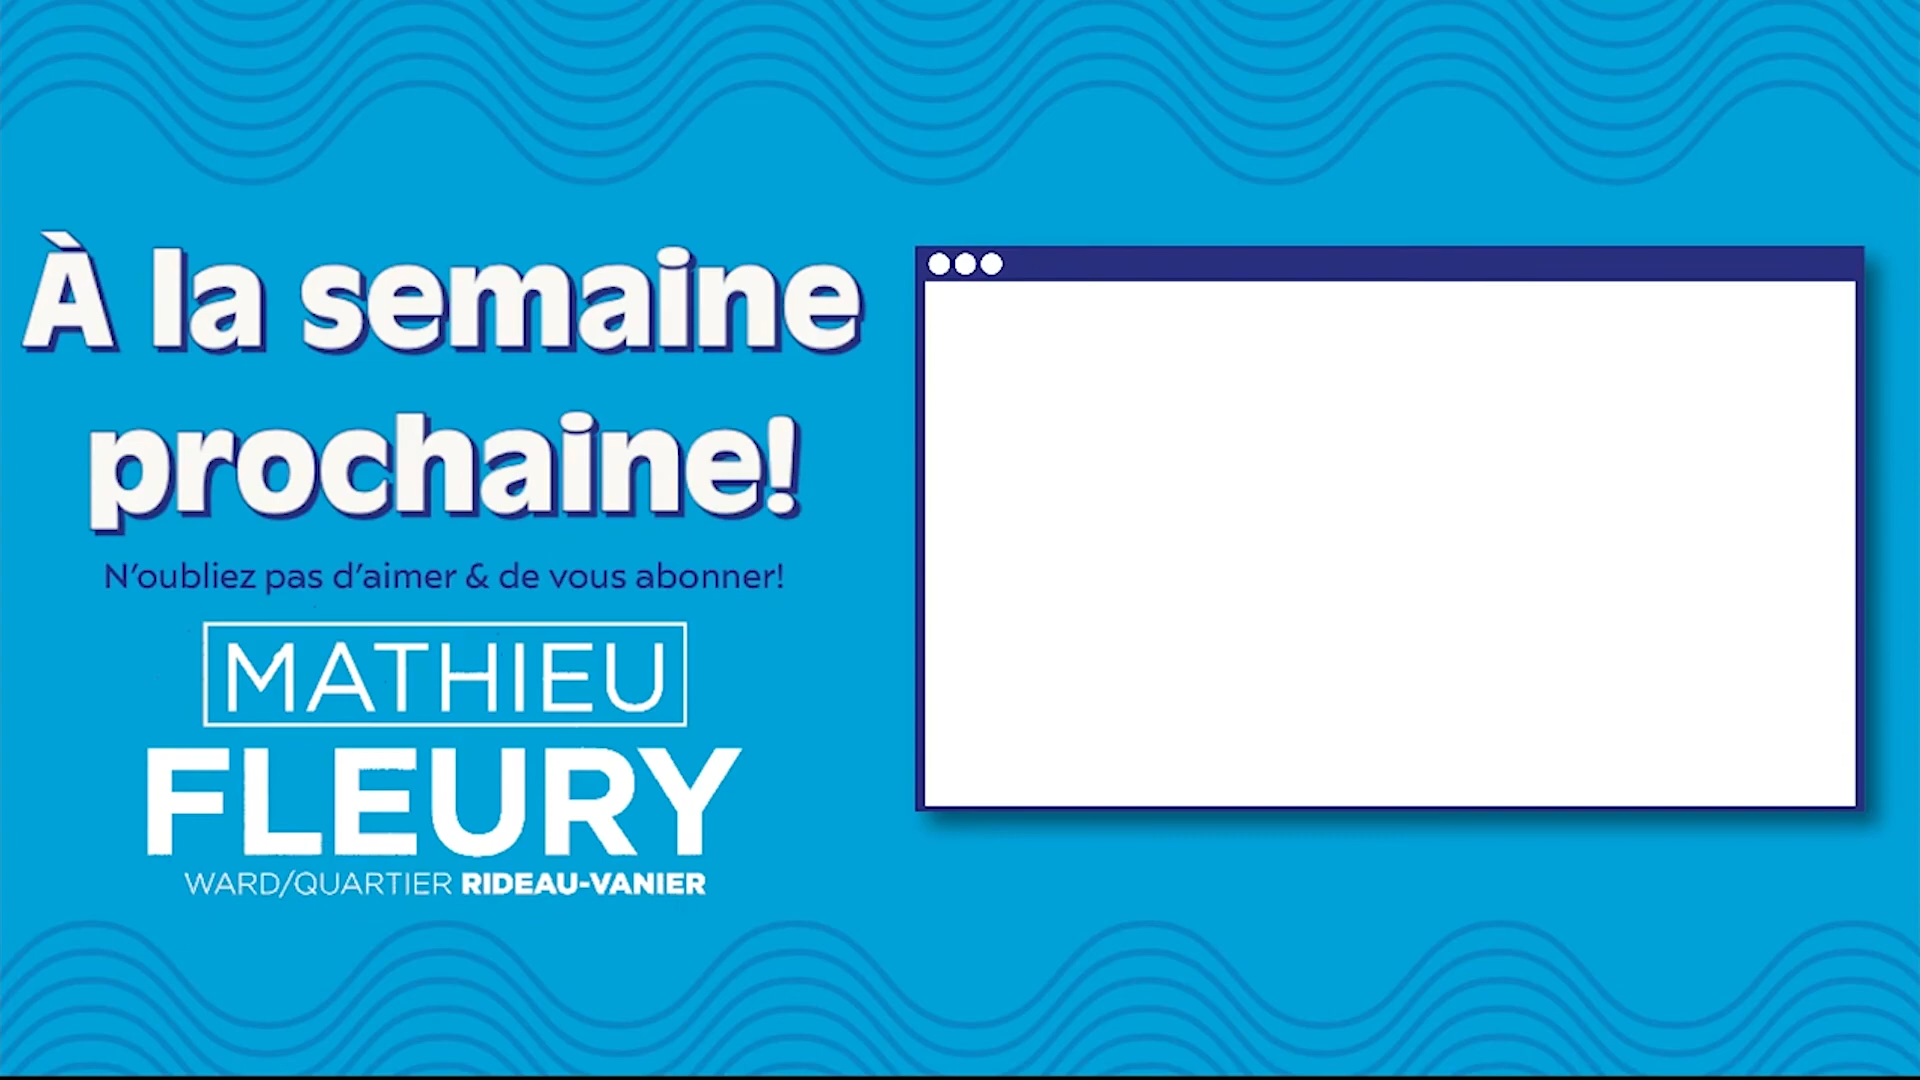 À la semaine
prochaine!
N'oubliez pas d'aimer & de vous abonner!
MATHIEU
FLEURY
WARD/QUARTIER RIDEAU-VANIER